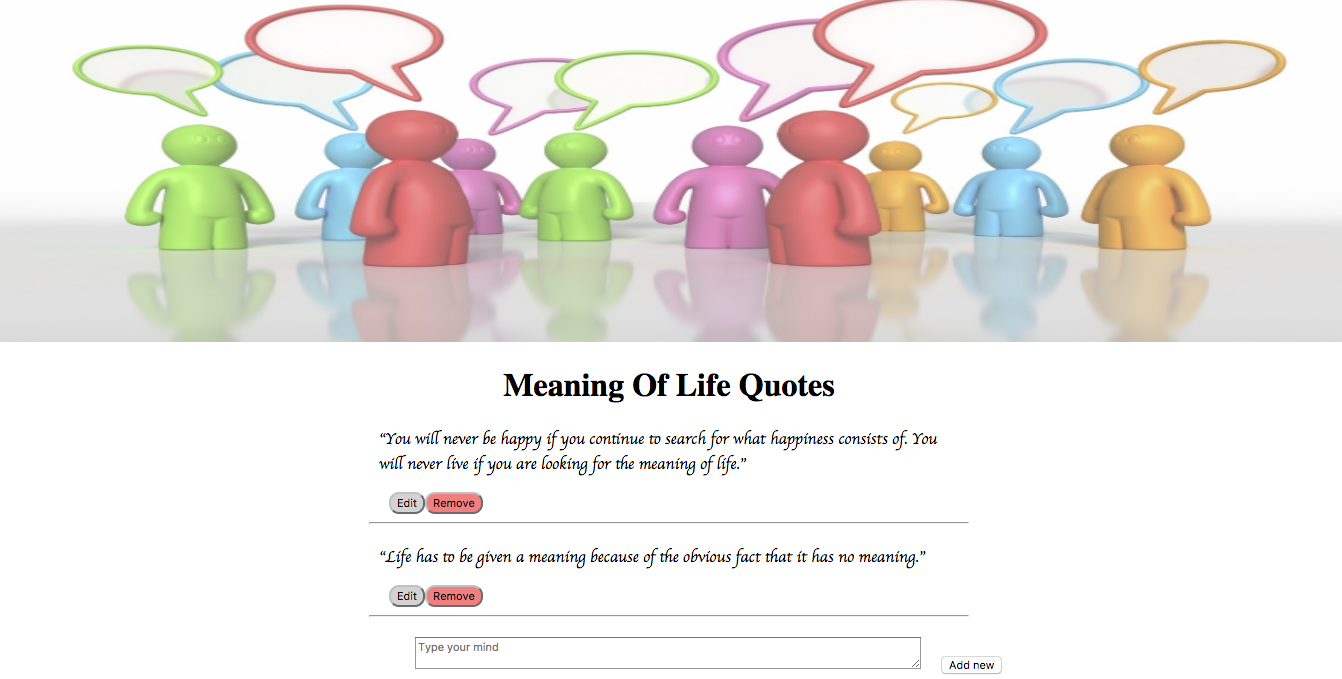 Meaning Of Life Quotes
“You will never be happy if you continue to search for what happiness consists of. You
will never live if you are looking for the meaning of life.”
Edit Remove
“Life has to be given a meaning because of the obvious fact that it has no meaning.”
Edit Remove
Type your mind
Add new